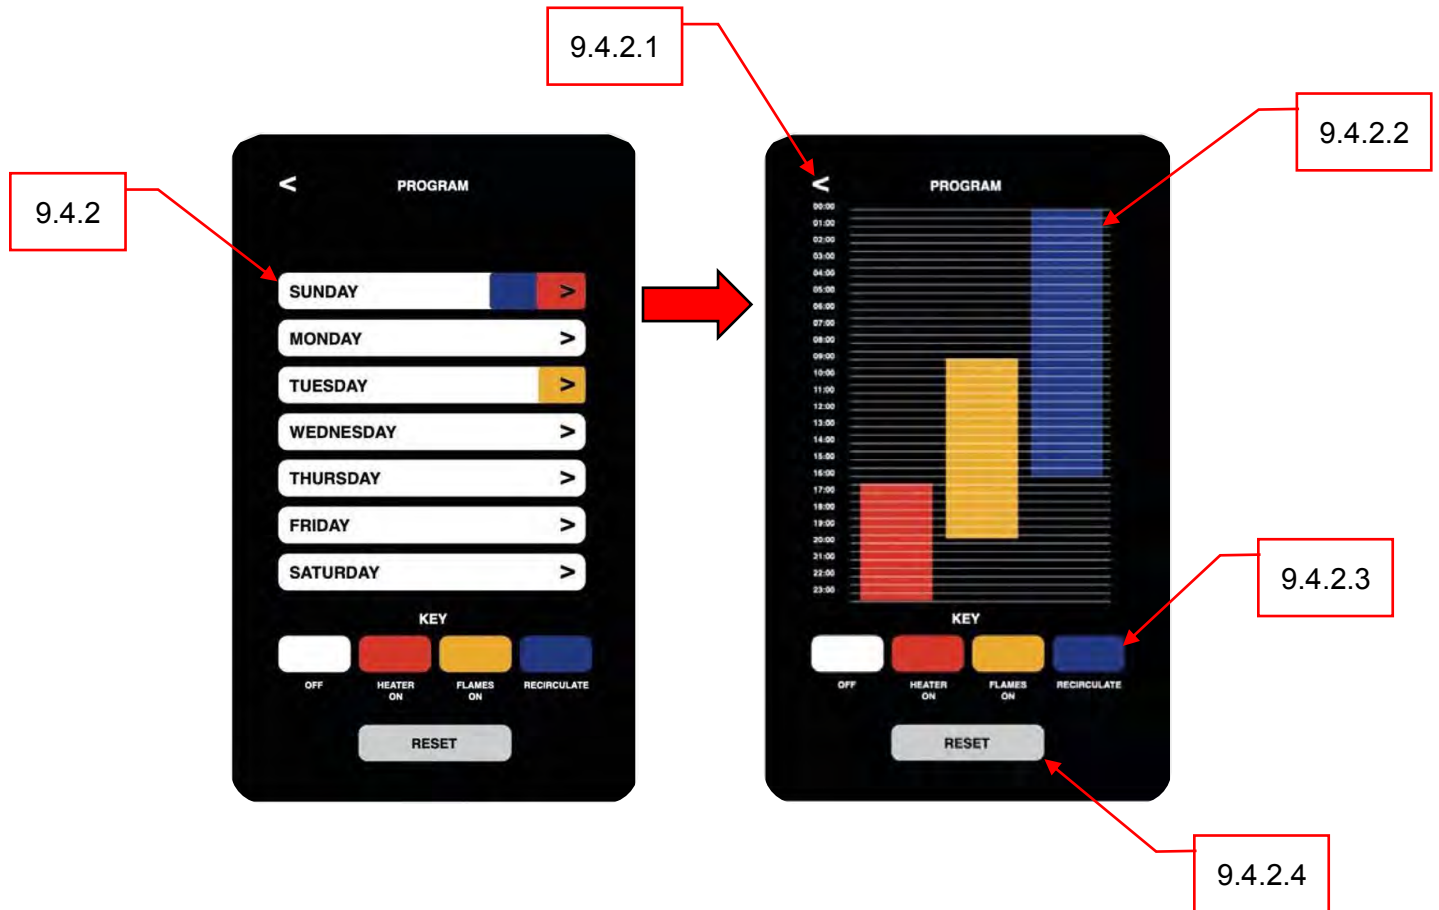 9.4.2.1
9.4.2.2
9.4.2
< PROGRAM
SUNDAY >
MONDAY >
TUESDAY >
WEDNESDAY >
THURSDAY >
FRIDAY >
SATURDAY >
KEY
OFF HEATER ON FLAMES ON RECIRCULATE
RESET
< PROGRAM
00:00
01:00
02:00
03:00
04:00
05:00
06:00
07:00
08:00
09:00
10:00
11:00
12:00
13:00
14:00
15:00
16:00
17:00
18:00
19:00
20:00
21:00
22:00
23:00
KEY
OFF HEATER ON FLAMES ON RECIRCULATE
RESET
9.4.2.3
9.4.2.4